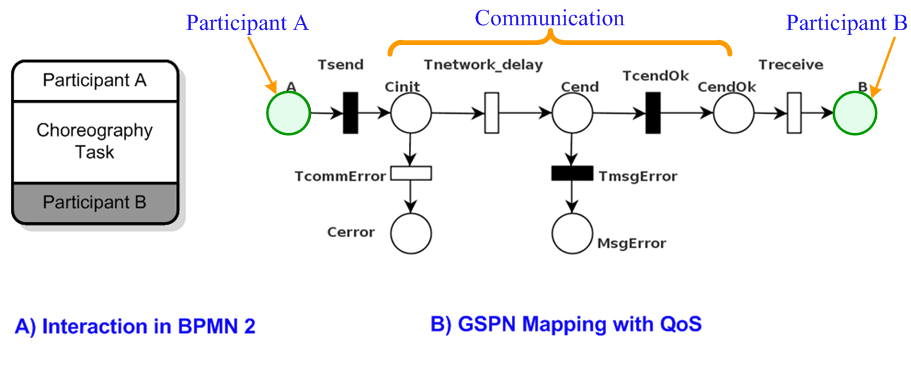 Communication
Participant A
Participant B
Tsend
Tnetwork_delay
TcendOk
Treceive
A
Cinit
Cend
CendOk
B
Participant A
Choreography
Task
Participant B
TcommError
TmsgError
Cerror
MsgError
A) Interaction in BPMN 2
B) GSPN Mapping with QoS